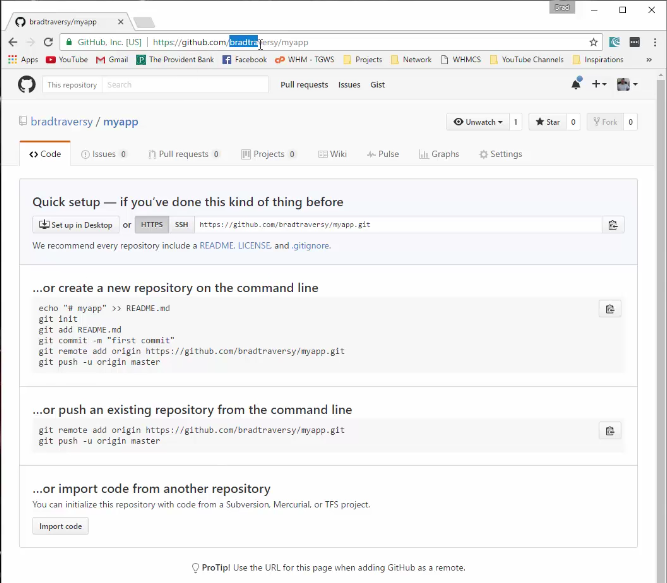 Brad
bradtraversy/myapp
GitHub, Inc. [US] | https://github.com/bradtraversy/myapp
Apps YouTube Gmail The Provident Bank Facebook WHM - TGWS Projects Network WHMCS YouTube Channels Projects Inspirations »
This repository Search Pull requests Issues Gist
bradtraversy / myapp Unwatch 1 Star 0 Fork 0
Code Issues 0 Pull requests 0 Projects 0 Wiki Pulse Graphs Settings
Quick setup — if you've done this kind of thing before
Set up in Desktop or HTTPS SSH https://github.com/bradtraversy/myapp.git
We recommend every repository include a README, LICENSE, and .gitignore.
…or create a new repository on the command line
echo "# myapp" >> README.md
git init
git add README.md
git commit -m "first commit"
git remote add origin https://github.com/bradtraversy/myapp.git
git push -u origin master
…or push an existing repository from the command line
git remote add origin https://github.com/bradtraversy/myapp.git
git push -u origin master
…or import code from another repository
You can initialize this repository with code from a Subversion, Mercurial, or TFS project.
Import code
ProTip! Use the URL for this page when adding GitHub as a remote.